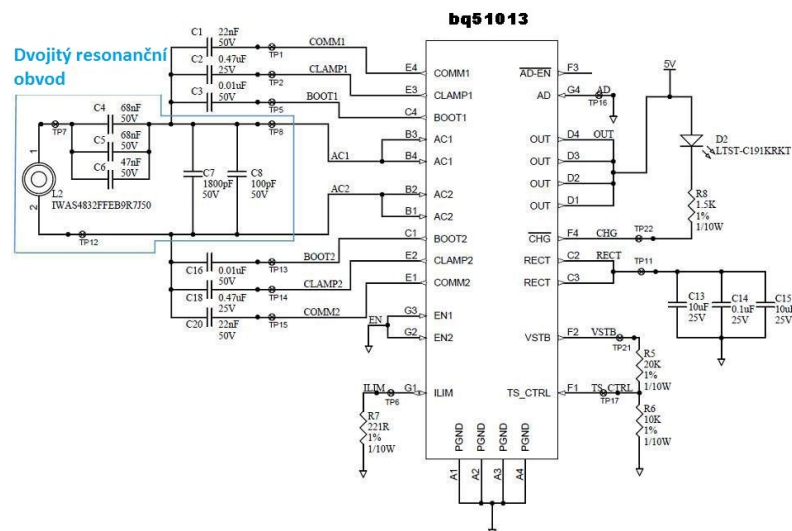 bq51013
Dvojitý resonanční
obvod
C1
22nF
50V
TP1
COMM1
C2
0.47uF
25V
TP2
CLAMP1
C3
0.01uF
50V
TP5
BOOT1
C4
68nF
50V
TP7
TP8
C5
68nF
50V
C6
47nF
50V
1
2
L2
IWAS4832FFEB9R7J50
TP12
C7
1800pF
50V
C8
100pF
50V
AC1
AC2
C16
0.01uF
50V
TP13
BOOT2
C18
0.47uF
25V
TP14
CLAMP2
C20
22nF
50V
TP15
COMM2
EN
ILIM
TP6
R7
221R
1%
1/10W
E4 COMM1
E3 CLAMP1
C4 BOOT1
B3 AC1
B4 AC1
B2 AC2
B1 AC2
C1 BOOT2
E2 CLAMP2
E1 COMM2
G3 EN1
G2 EN2
G1 ILIM
PGND PGND PGND PGND
A1 A2 A3 A4
AD-EN F3
AD G4 AD
TP16
OUT D4 OUT
OUT D3
OUT D2
OUT D1
CHG F4 CHG
TP22
RECT C2 RECT
RECT C3
TP11
VSTB F2 VSTB
TP21
TS_CTRL F1 TS_CTRL
TP17
5V
D2
LTST-C191KRKT
R8
1.5K
1%
1/10W
C13
10uF
25V
C14
0.1uF
25V
C15
10uF
25V
R5
20K
1%
1/10W
R6
10K
1%
1/10W